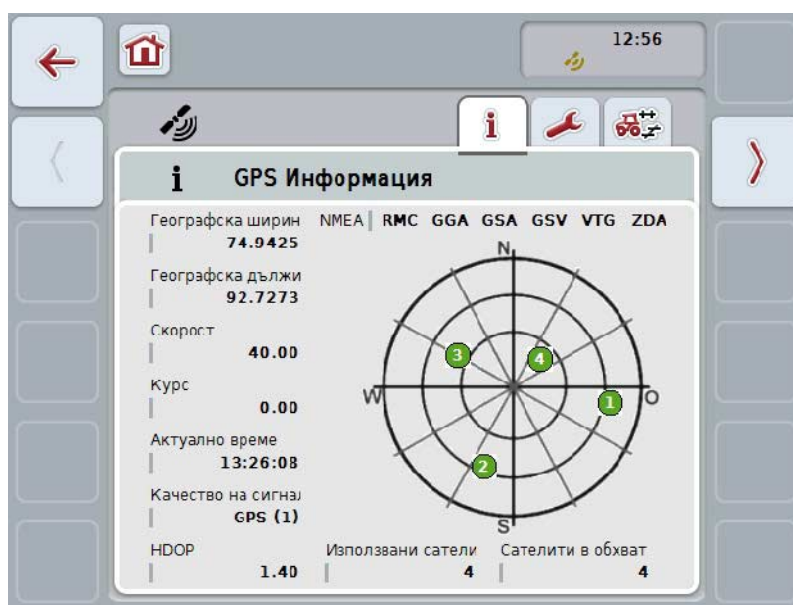 12:56
i
i GPS Информация
Географска ширин
74.9425
NMEA RMC GGA GSA GSV VTG ZDA
Географска дължи
92.7273
Скорост
40.00
Курс
0.00
Актуално време
13:26:08
Качество на сигнал
GPS (1)
HDOP
1.40
Използвани сатели
4
Сателити в обхват
4
N
W
O
S
3
4
1
2